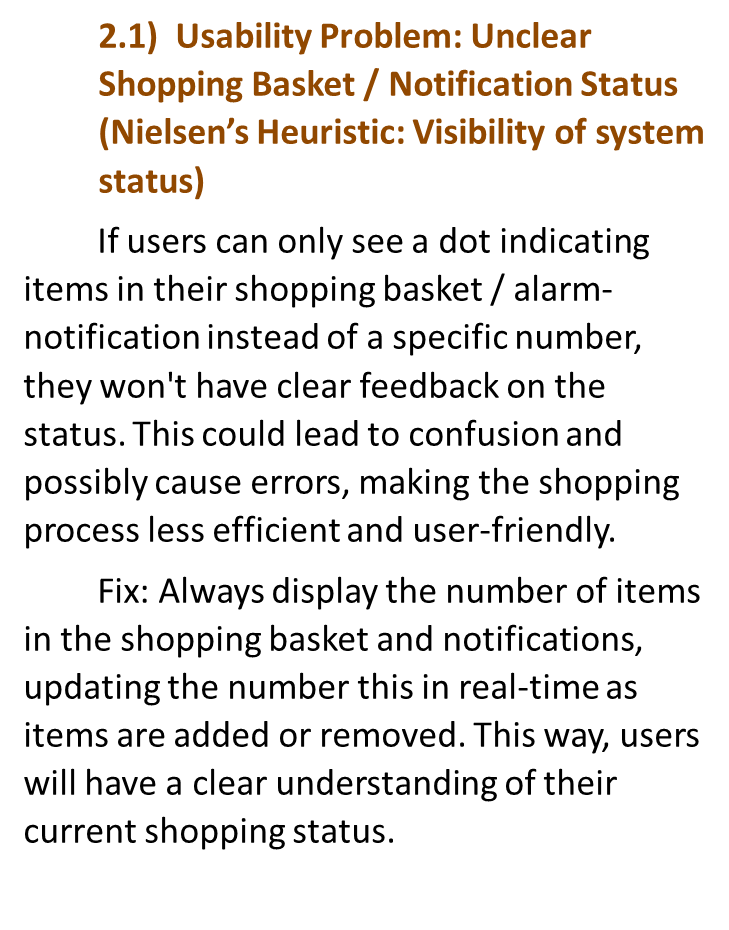 2.1) Usability Problem: Unclear
Shopping Basket / Notification Status
(Nielsen’s Heuristic: Visibility of system
status)
If users can only see a dot indicating
items in their shopping basket / alarm-
notification instead of a specific number,
they won't have clear feedback on the
status. This could lead to confusion and
possibly cause errors, making the shopping
process less efficient and user-friendly.
Fix: Always display the number of items
in the shopping basket and notifications,
updating the number this in real-time as
items are added or removed. This way, users
will have a clear understanding of their
current shopping status.